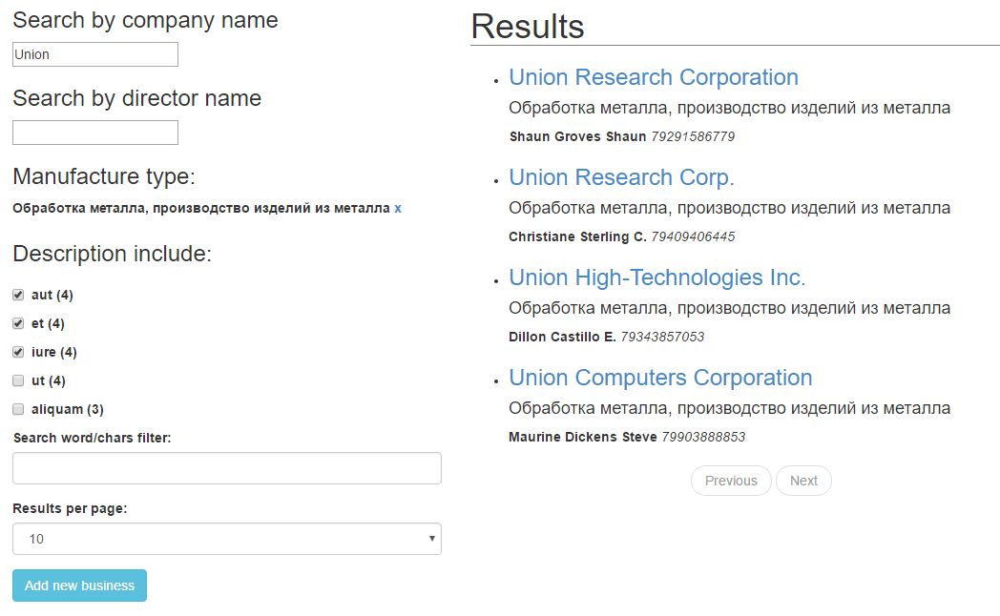 Search by company name
Union
Search by director name
Manufacture type:
Обработка металла, производство изделий из металла x
Description include:
aut (4)
et (4)
iure (4)
ut (4)
aliquam (3)
Search word/chars filter:
Results per page:
10
Add new business
Results
Union Research Corporation
Обработка металла, производство изделий из металла
Shaun Groves Shaun 79291586779
Union Research Corp.
Обработка металла, производство изделий из металла
Christiane Sterling C. 79409406445
Union High-Technologies Inc.
Обработка металла, производство изделий из металла
Dillon Castillo E. 79343857053
Union Computers Corporation
Обработка металла, производство изделий из металла
Maurine Dickens Steve 79903888853
Previous Next